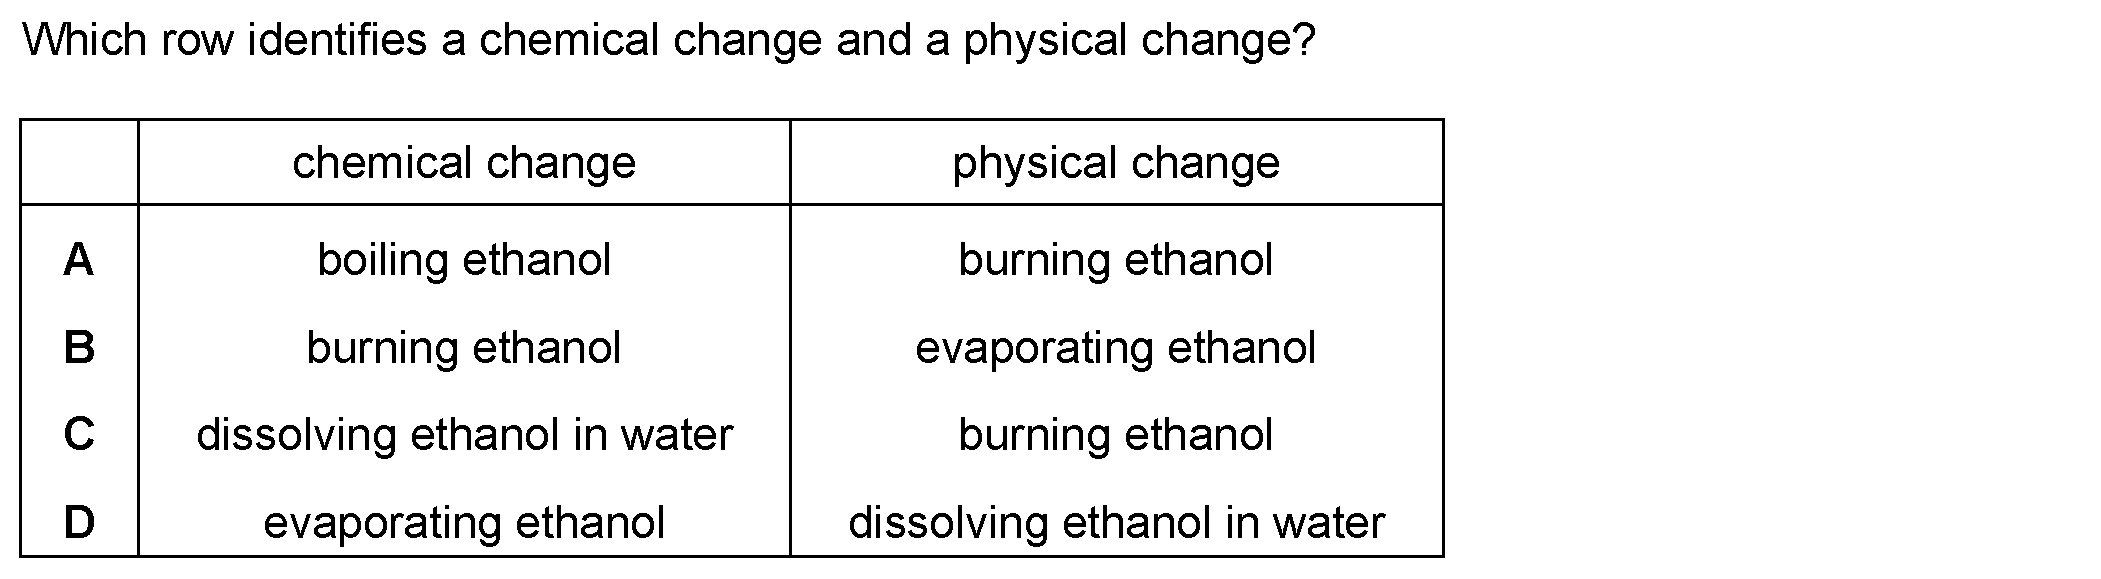 Which row identifies a chemical change and a physical change?
chemical change physical change
A boiling ethanol burning ethanol
B burning ethanol evaporating ethanol
C dissolving ethanol in water burning ethanol
D evaporating ethanol dissolving ethanol in water